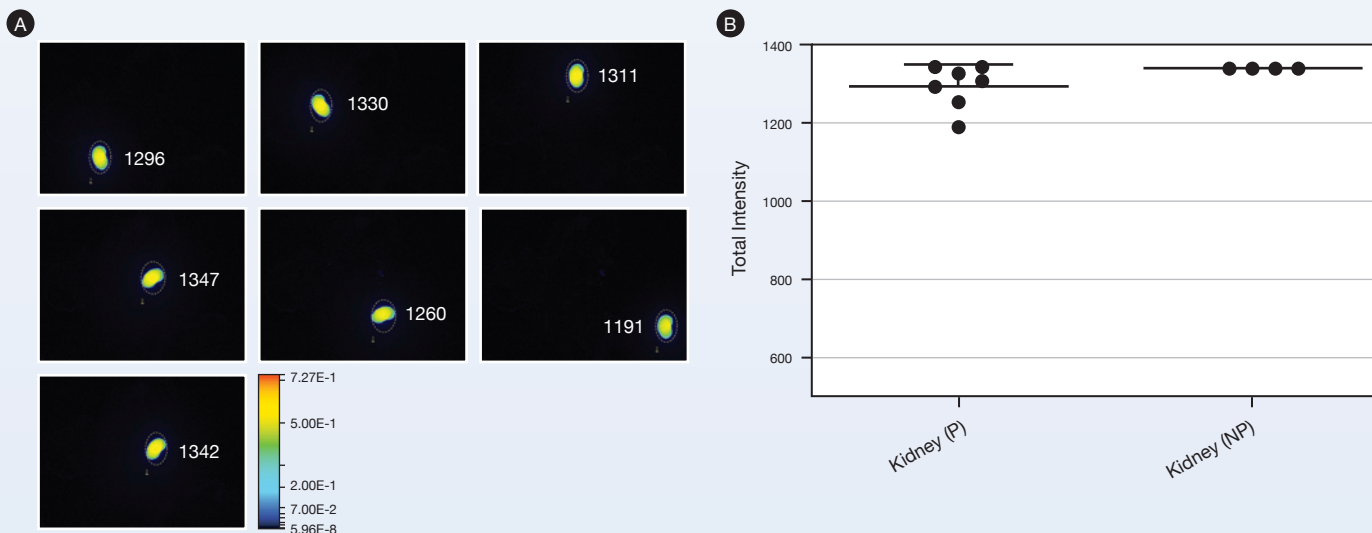 A
1296
1330
1311
1347
1260
1191
1342
7.27E-1
5.00E-1
2.00E-1
7.00E-2
5.96E-8
B
Total Intensity
1400
1200
1000
800
600
Kidney (P)
Kidney (NP)